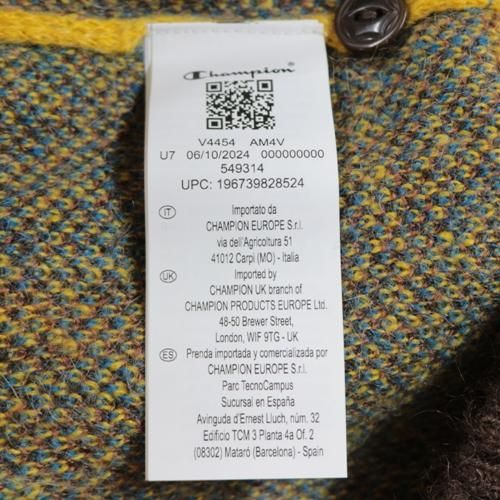 Champion®
V4454 AM4V
U7 06/10/2024 000000000
549314
UPC: 196739828524
IT Importato da
CHAMPION EUROPE S.r.l.
via dell'Agricoltura 51
41012 Carpi (MO) - Italia
UK Imported by
CHAMPION UK branch of
CHAMPION PRODUCTS EUROPE Ltd.
48-50 Brewer Street,
London, WIF 9TG - UK
ES Prenda importada y comercializada por
CHAMPION EUROPE S.r.l.
Parc TecnoCampus
Sucursal en España
Avinguda d'Ernest Lluch, núm. 32
Edificio TCM 3 Planta 4a Of. 2
(08302) Mataró (Barcelona) - Spain